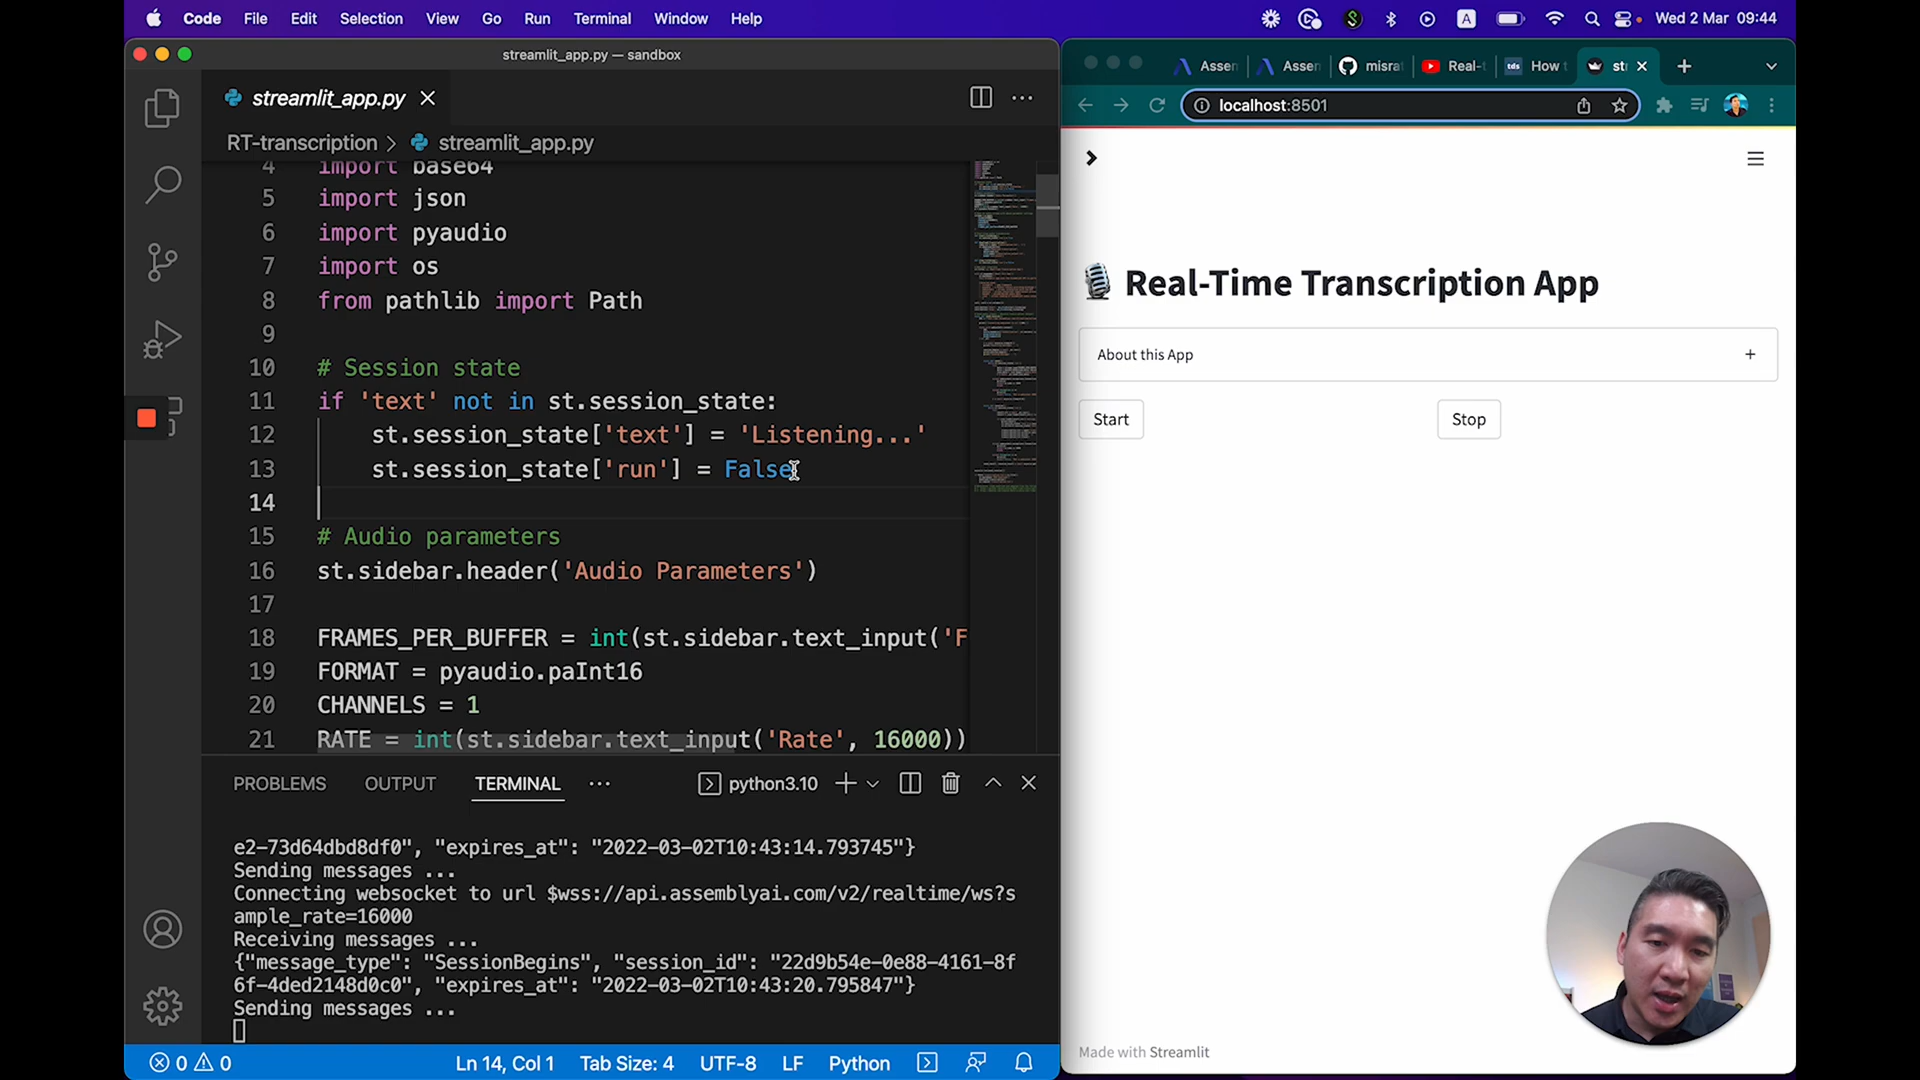 Code File Edit Selection View Go Run Terminal Window Help
A Wed 2 Mar 09:44
streamlit_app.py — sandbox
streamlit_app.py
RT-transcription > streamlit_app.py
4 import base64
5 import json
6 import pyaudio
7 import os
8 from pathlib import Path
9
10 # Session state
11 if 'text' not in st.session_state:
12 st.session_state['text'] = 'Listening...'
13 st.session_state['run'] = False
14
15 # Audio parameters
16 st.sidebar.header('Audio Parameters')
17
18 FRAMES_PER_BUFFER = int(st.sidebar.text_input('F
19 FORMAT = pyaudio.paInt16
20 CHANNELS = 1
21 RATE = int(st.sidebar.text_input('Rate', 16000))
PROBLEMS OUTPUT TERMINAL ··· python3.10
e2-73d64dbd8df0", "expires_at": "2022-03-02T10:43:14.793745"}
Sending messages ...
Connecting websocket to url $wss://api.assemblyai.com/v2/realtime/ws?s
ample_rate=16000
Receiving messages ...
{"message_type": "SessionBegins", "session_id": "22d9b54e-0e88-4161-8f
6f-4ded2148d0c0", "expires_at": "2022-03-02T10:43:20.795847"}
Sending messages ...
0 0 Ln 14, Col 1 Tab Size: 4 UTF-8 LF Python
Assen Assen misra Real-t tds How t st
localhost:8501
Real-Time Transcription App
About this App +
Start Stop
Made with Streamlit